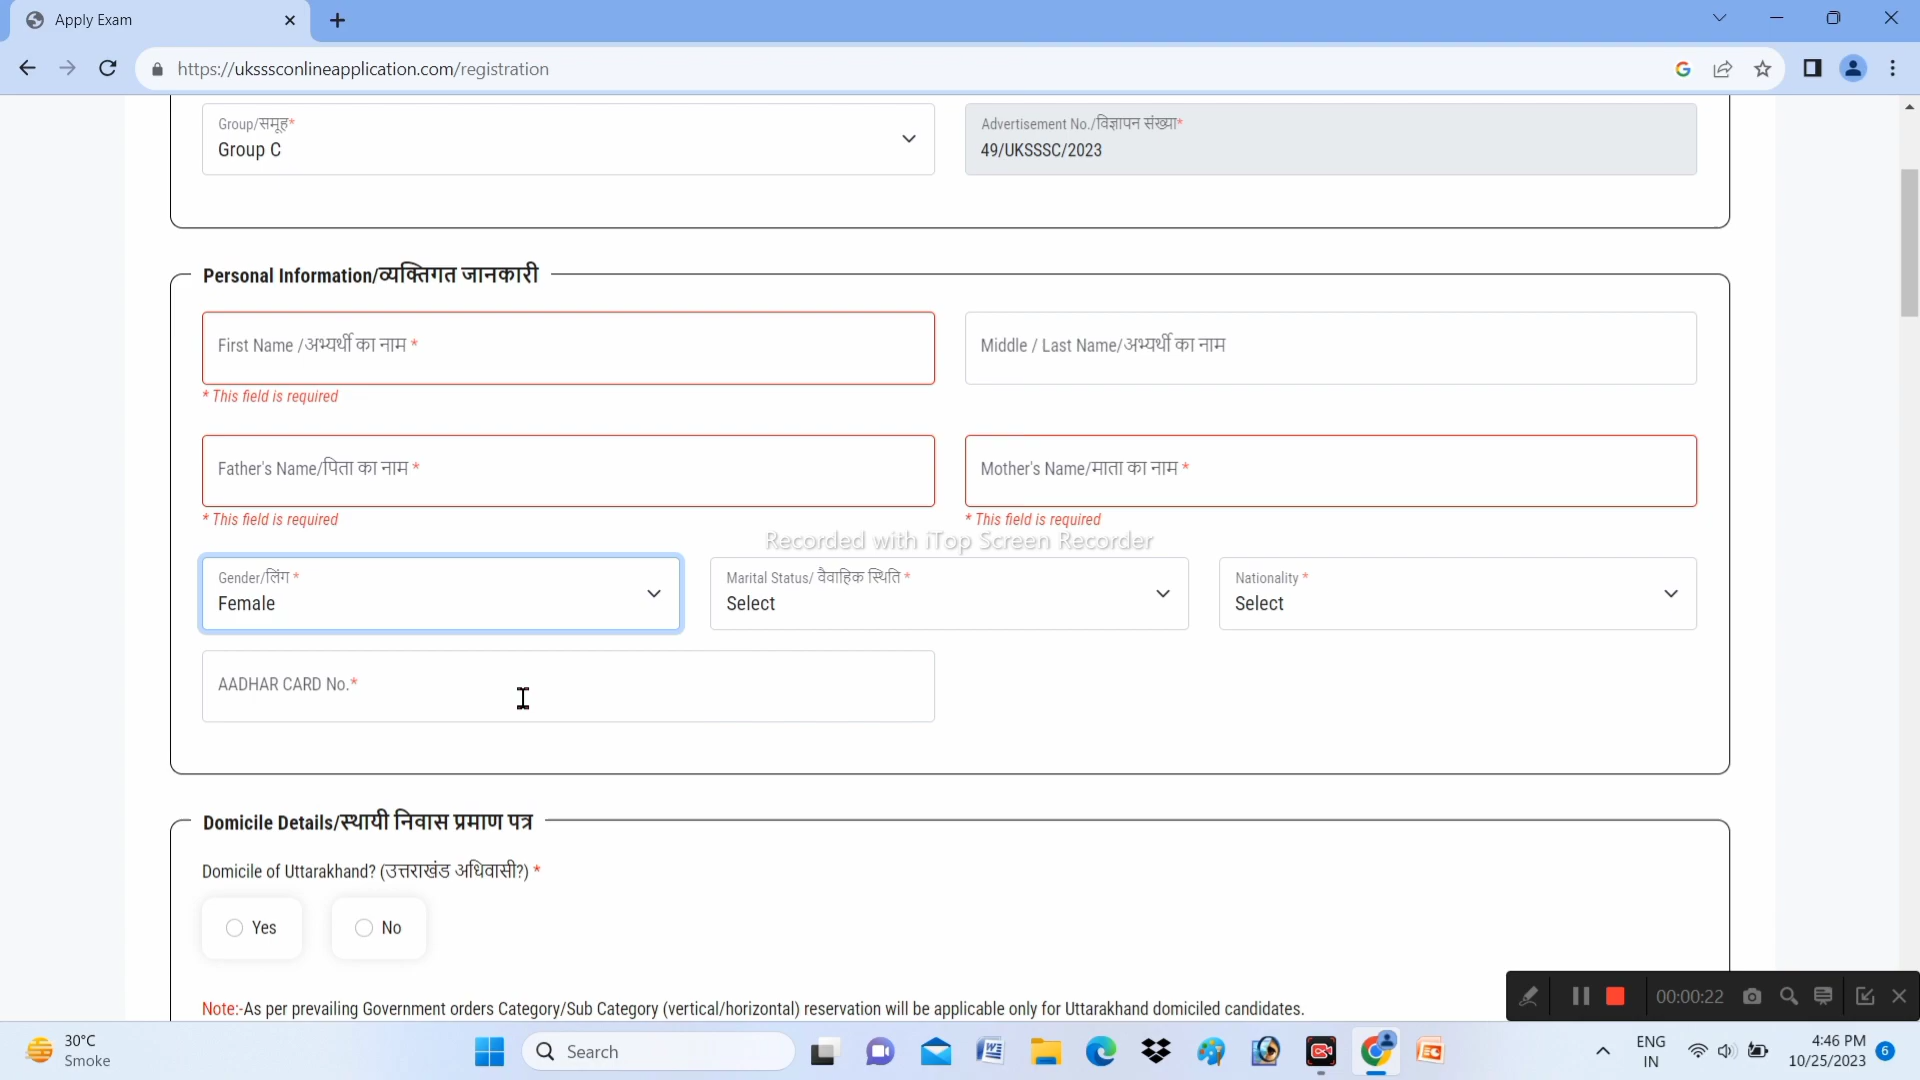 Apply Exam
https://uksssconlineapplication.com/registration
Group/समूह*
Group C
Advertisement No./विज्ञापन संख्या*
49/UKSSSC/2023
Personal Information/व्यक्तिगत जानकारी
First Name /अभ्यर्थी का नाम *
Middle / Last Name/अभ्यर्थी का नाम
* This field is required
Father's Name/पिता का नाम *
Mother's Name/माता का नाम *
* This field is required
* This field is required
Recorded with iTop Screen Recorder
Gender/लिंग *
Female
Marital Status/ वैवाहिक स्थिति *
Select
Nationality *
Select
AADHAR CARD No.*
Domicile Details/स्थायी निवास प्रमाण पत्र
Domicile of Uttarakhand? (उत्तराखंड अधिवासी?) *
Yes
No
Note:-As per prevailing Government orders Category/Sub Category (vertical/horizontal) reservation will be applicable only for Uttarakhand domiciled candidates.
00:00:22
30°C
Smoke
Search
ENG
IN
4:46 PM
10/25/2023
6